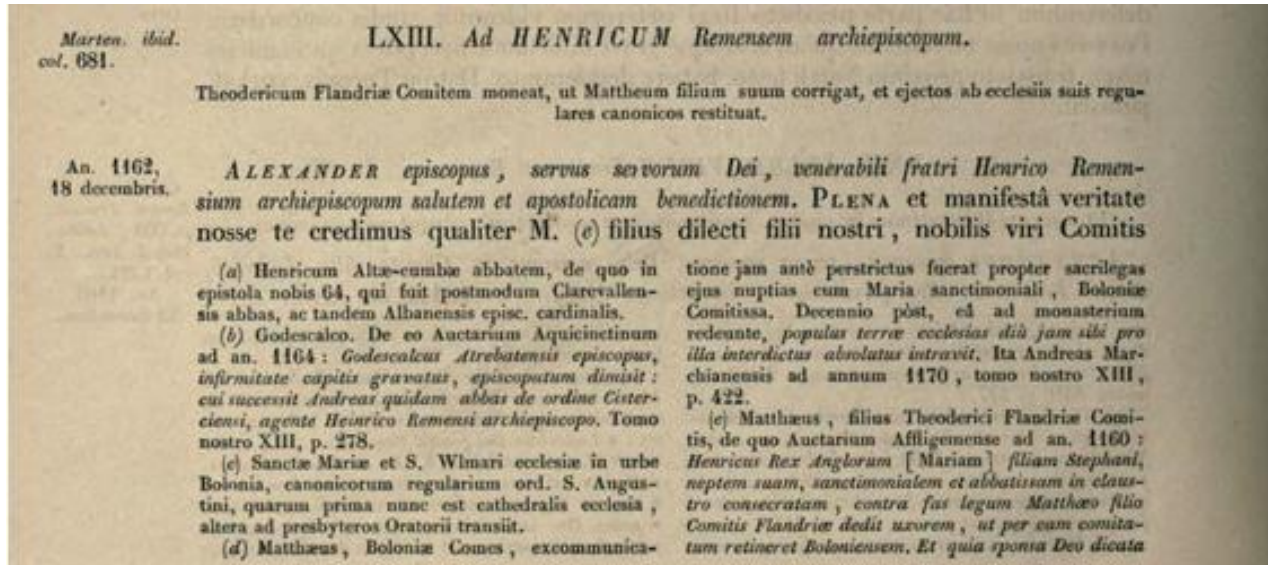 Marten. ibid.
col. 681.
LXIII. Ad HENRICUM Remensem archiepiscopum.
Theodericum Flandriæ Comitem moneat, ut Mattheum filium suum corrigat, et ejectos ab ecclesiis suis regu-
lares canonicos restituat.
An. 1162,
18 decembris.
ALEXANDER episcopus, servus servorum Dei, venerabili fratri Henrico Remen-
sium archiepiscopum salutem et apostolicam benedictionem. PLENA et manifestâ veritate
nosse te credimus qualiter M. (e) filius dilecti filii nostri, nobilis viri Comitis
(a) Henricum Altæ-cumbæ abbatem, de quo in
epistola nobis 64, qui fuit postmodum Clarevallen-
sis abbas, ac tandem Albanensis episc. cardinalis.
(b) Godescalco. De eo Auctarium Aquicinctinum
ad an. 1164 : Godescalcus Atrebatensis episcopus,
infirmitate capitis gravatus, episcopatum dimisit :
cui successit Andreas quidam abbas de ordine Cister-
ciensi, agente Heinrico Remensi archiepiscopo. Tomo
nostro XIII, p. 278.
(c) Sanctæ Mariæ et S. Wlmari ecclesiæ in urbe
Bolonia, canonicorum regularium ord. S. Augus-
tini, quarum prima nunc est cathedralis ecclesia,
altera ad presbyteros Oratorii transiit.
(d) Matthæus, Boloniæ Comes, excommunica-
tione jam antè perstrictus fuerat propter sacrilegas
ejus nuptias cum Maria sanctimoniali, Boloniæ
Comitissa. Decennio pòst, eâ ad monasterium
redeunte, populus terræ ecclesias diù jam sibi pro
illa interdictus absolutus intravit. Ita Andreas Mar-
chianensis ad annum 1170, tomo nostro XIII,
p. 422.
(e) Matthæus, filius Theoderici Flandriæ Comi-
tis, de quo Auctarium Affligemense ad an. 1160 :
Henricus Rex Anglorum [Mariam] filiam Stephani,
neptem suam, sanctimonialem et abbatissam in claus-
tro consecratam, contra fas legum Matthæo filio
Comitis Flandriæ dedit uxorem, ut per eam comita-
tum retineret Boloniensem. Et quia sponsa Deo dicata